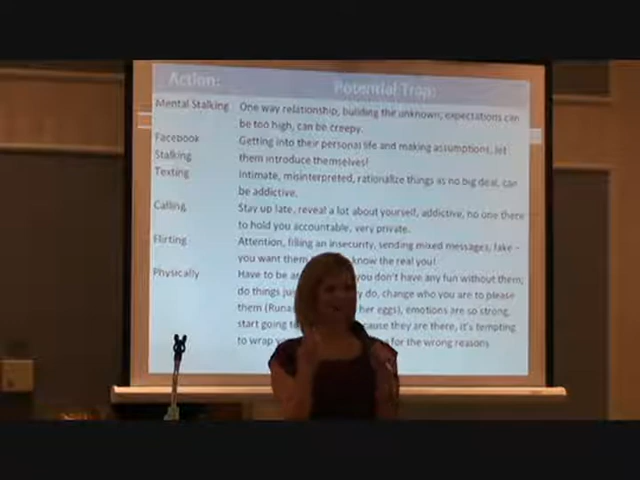 Action: Potential Trap:
Mental Stalking One way relationship, building the unknown, expectations can
be too high, can be creepy.
Facebook Getting into their personal life and making assumptions, let
Stalking them introduce themselves!
Texting Intimate, misinterpreted, rationalize things as no big deal, can
be addictive.
Calling Stay up late, reveal a lot about yourself, addictive, no one there
to hold you accountable, very private.
Flirting Attention, filling an insecurity, sending mixed messages, fake –
you want them know the real you!
Physically Have to be you don't have any fun without them;
do things do, change who you are to please
them her eggs), emotions are so strong,
start going because they are there, it's tempting
to wrap for the wrong reasons